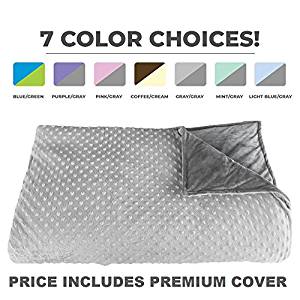 7 COLOR CHOICES!
BLUE/GREEN PURPLE/GRAY PINK/GRAY COFFEE/CREAM GRAY/GRAY MINT/GRAY LIGHT BLUE/GRAY
PRICE INCLUDES PREMIUM COVER